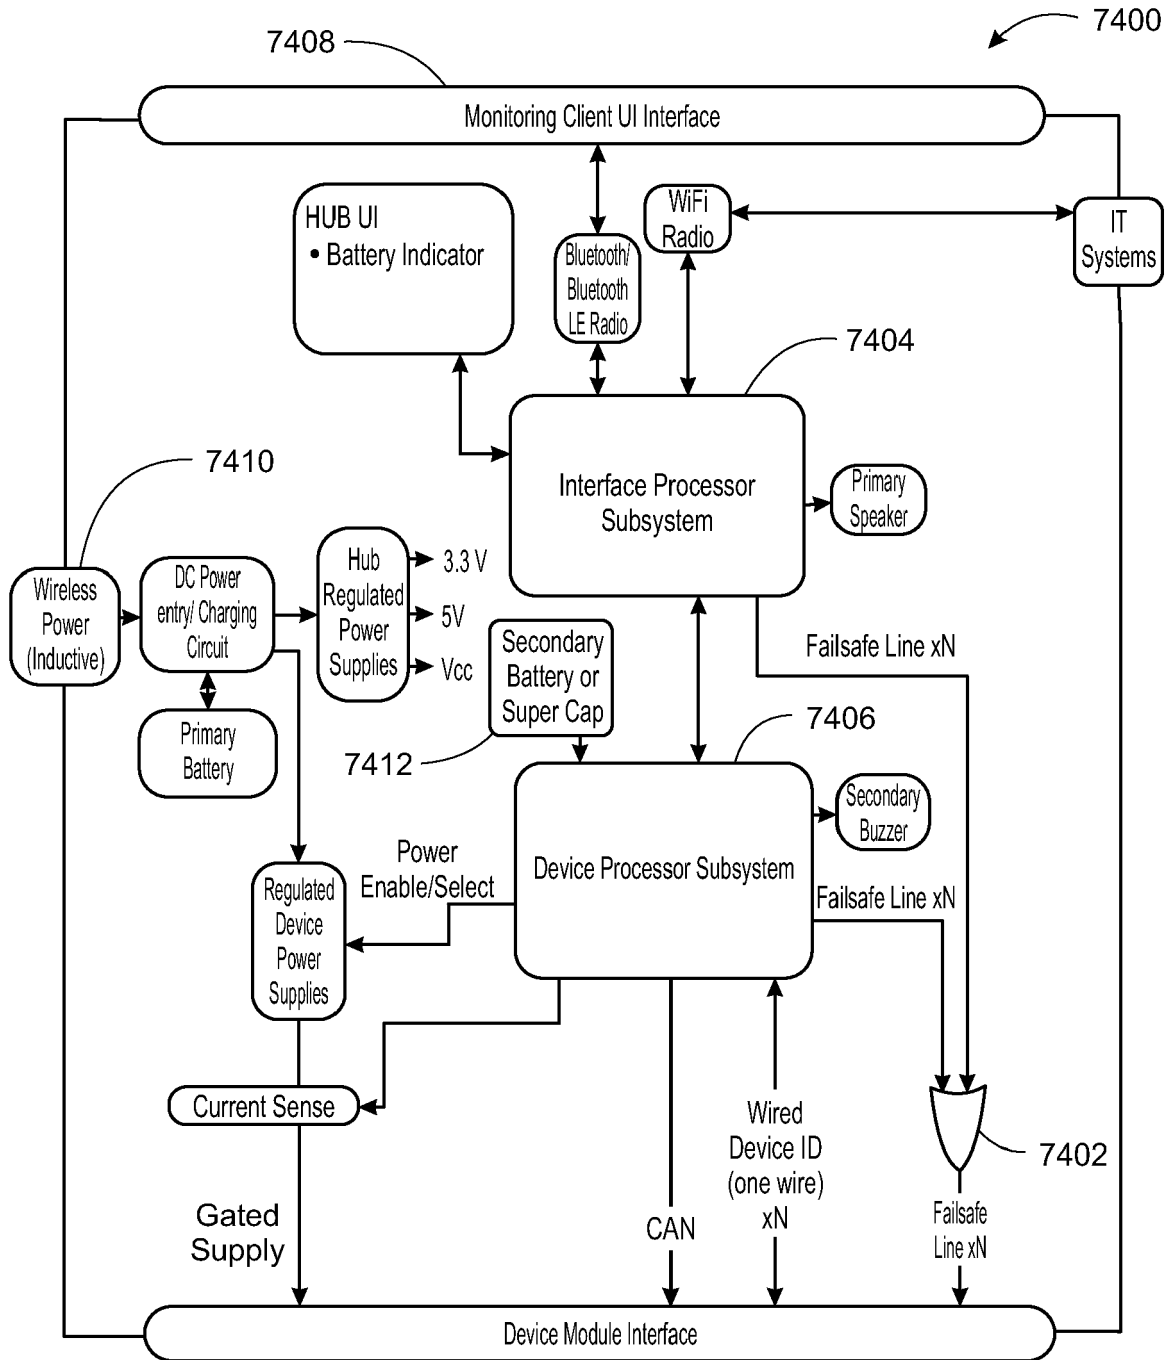 7400
7408
Monitoring Client UI Interface
HUB UI
• Battery Indicator
Bluetooth/
Bluetooth
LE Radio
WiFi
Radio
IT
Systems
7404
7410
Interface Processor
Subsystem
Primary
Speaker
Wireless
Power
(Inductive)
DC Power
entry/ Charging
Circuit
Hub
Regulated
Power
Supplies
3.3 V
5V
Vcc
Primary
Battery
Secondary
Battery or
Super Cap
7412
Failsafe Line xN
7406
Device Processor Subsystem
Secondary
Buzzer
Failsafe Line xN
Power
Enable/Select
Regulated
Device
Power
Supplies
Current Sense
Gated
Supply
CAN
Wired
Device ID
(one wire)
xN
7402
Failsafe
Line xN
Device Module Interface